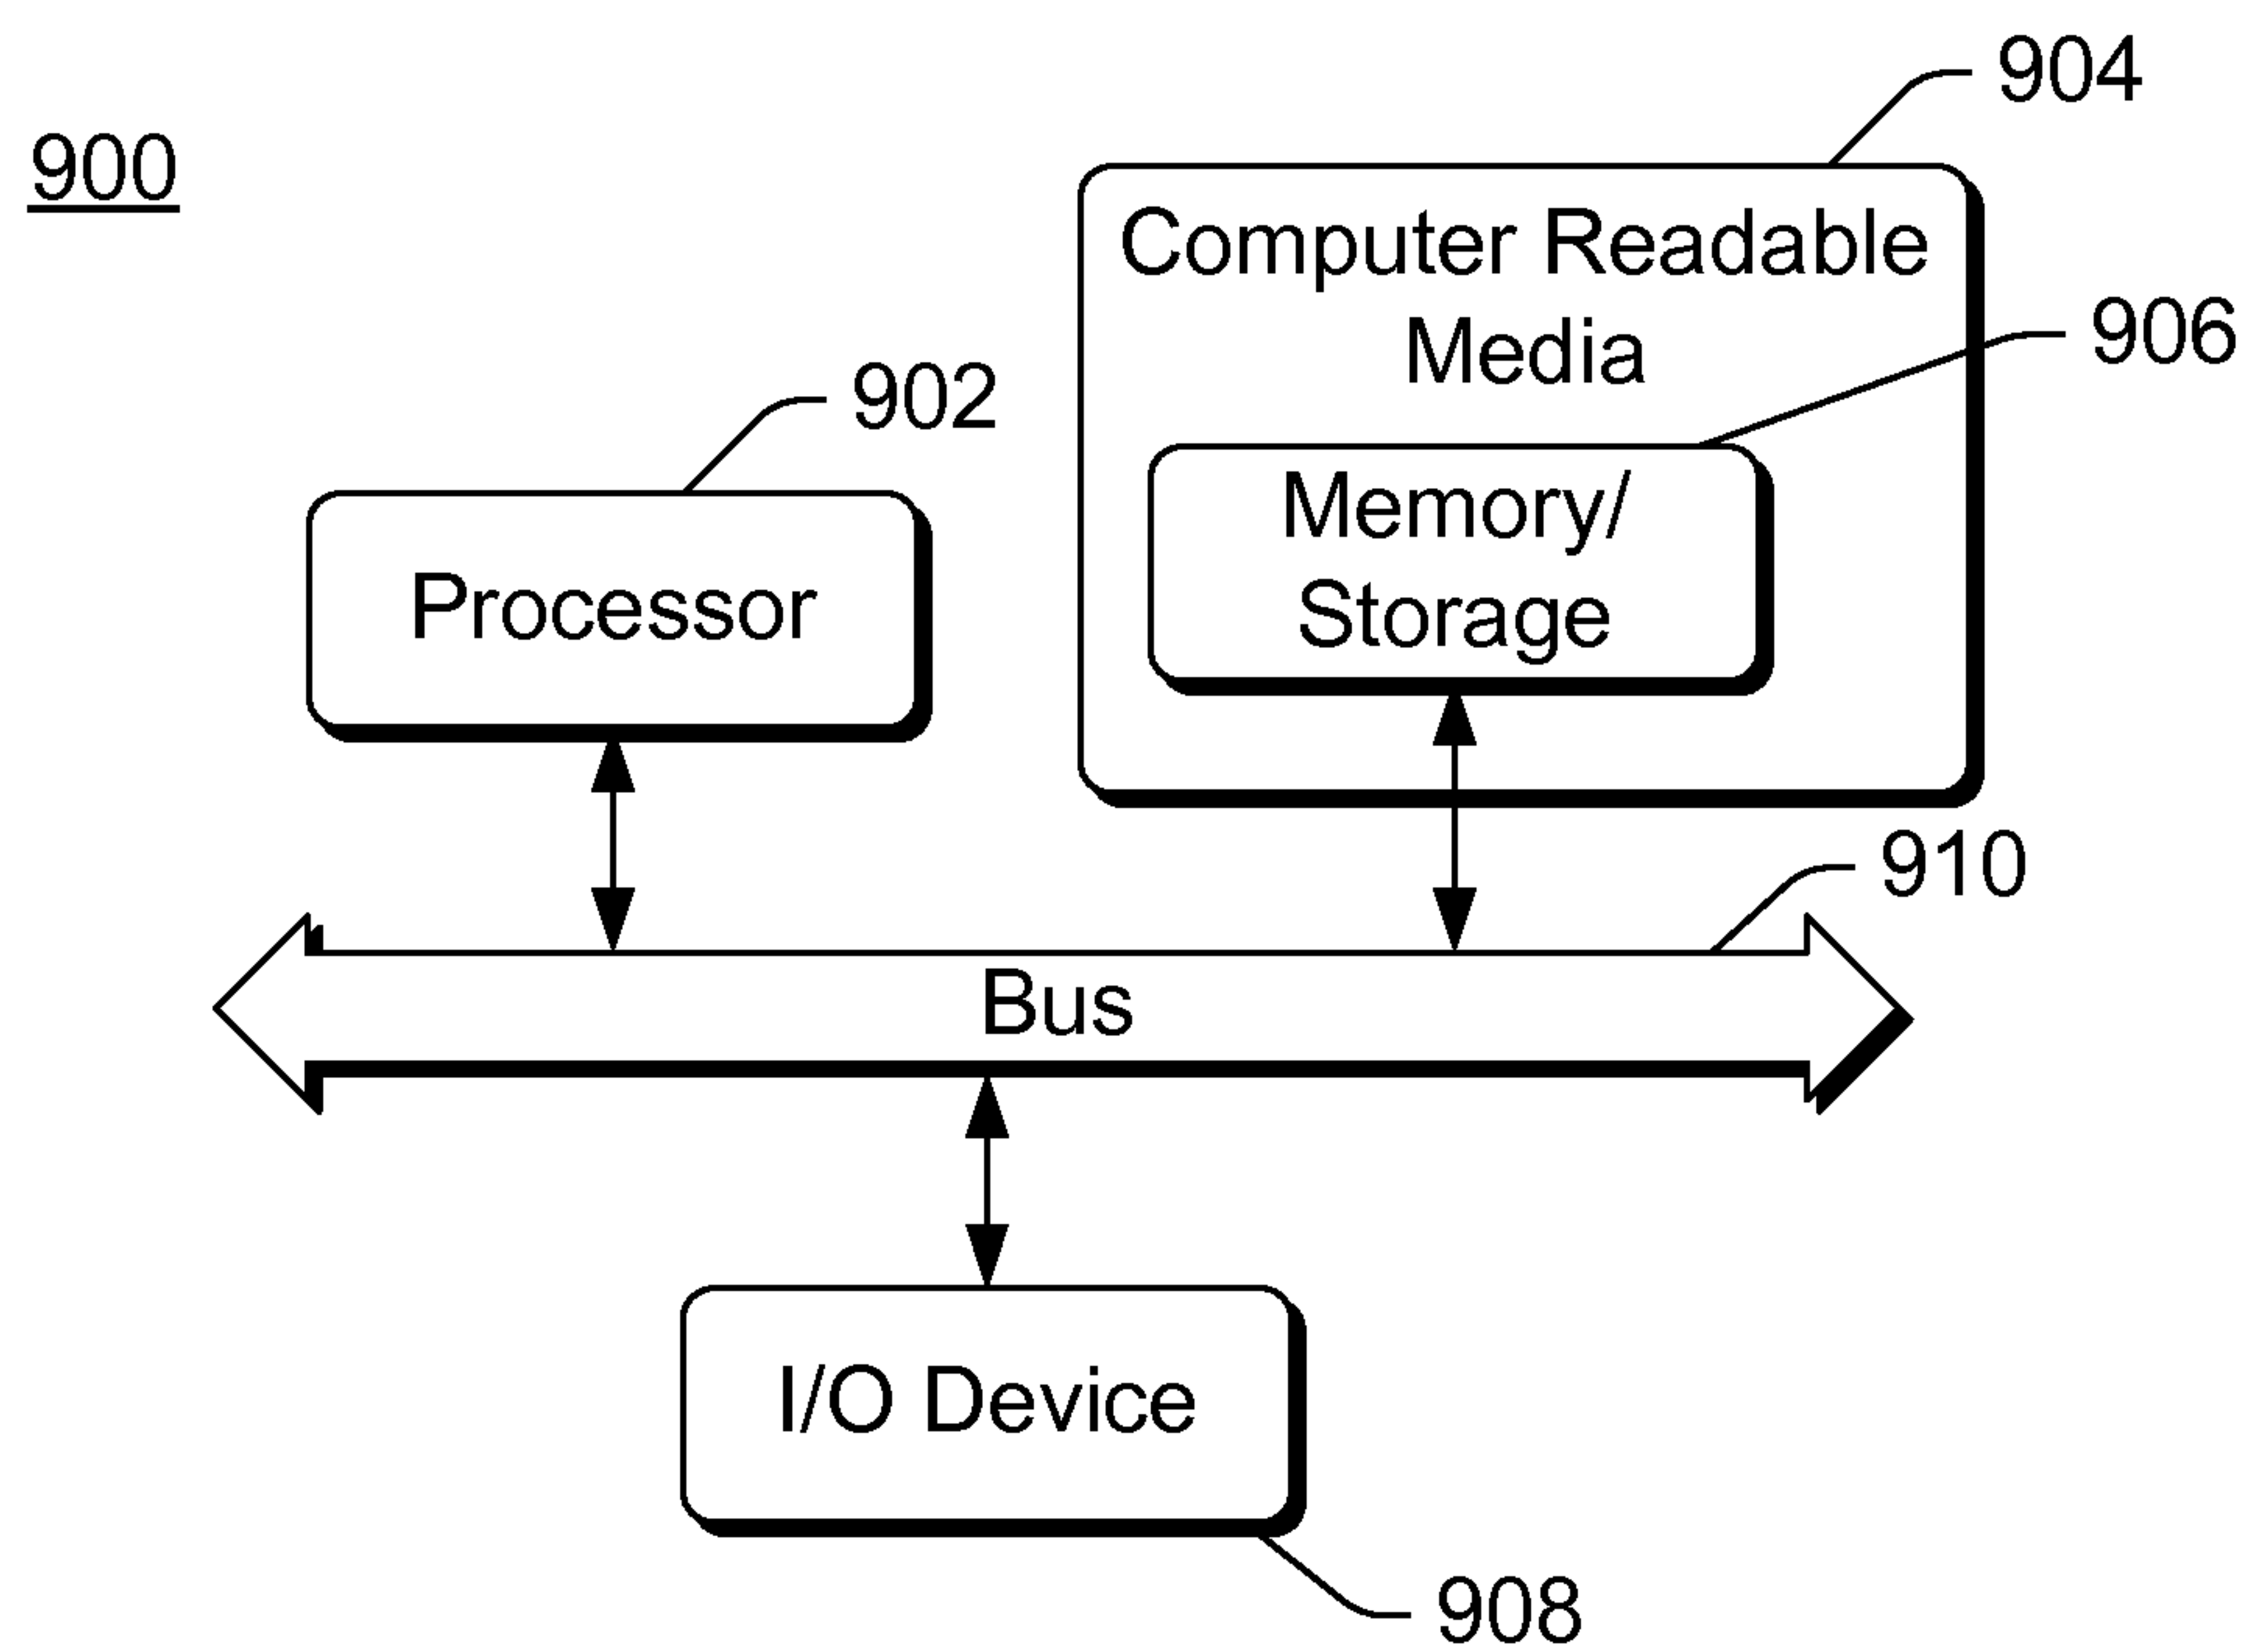 904
900
Computer Readable
Media
906
902
Memory/
Storage
Processor
910
Bus
I/O Device
908